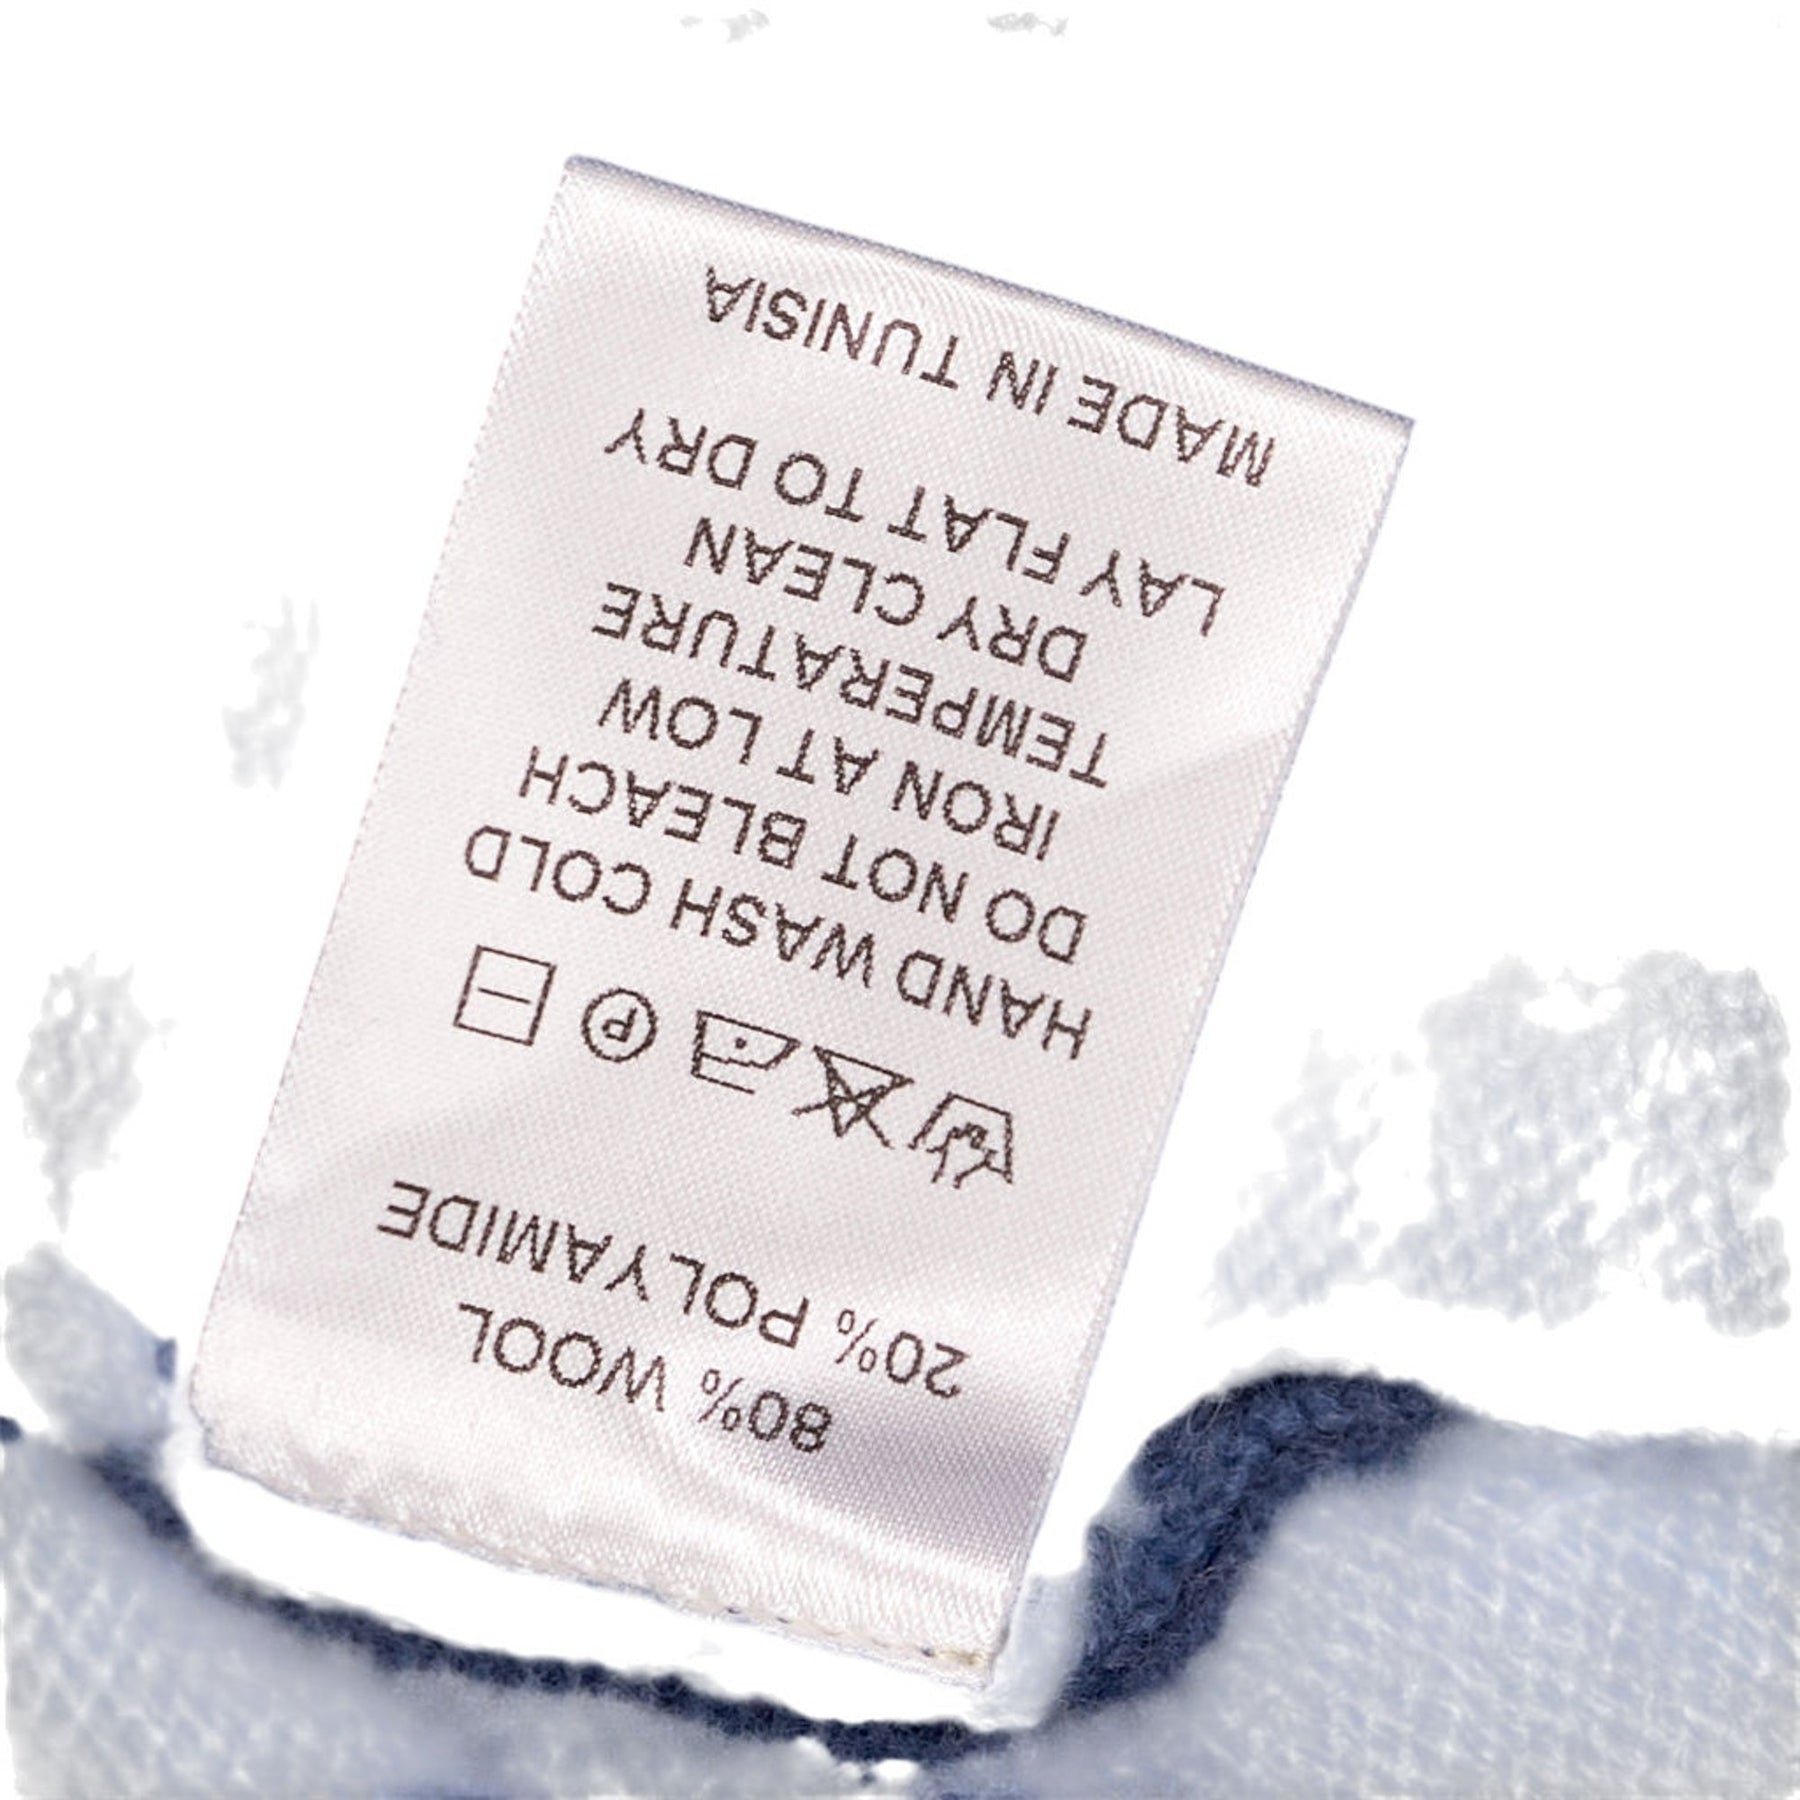 80% WOOL
20% POLYAMIDE
P
HAND WASH COLD
DO NOT BLEACH
IRON AT LOW
TEMPERATURE
DRY CLEAN
LAY FLAT TO DRY
MADE IN TUNISIA